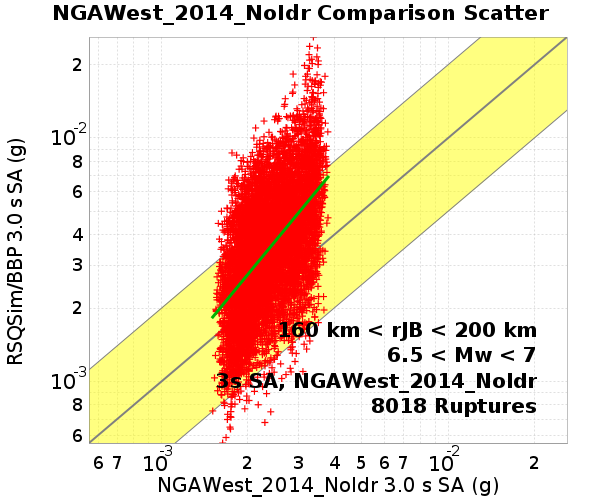 NGAWest_2014_NoIdr Comparison Scatter
RSQSim/BBP 3.0 s SA (g)
2
10-2
8
6
4
3
2
10-3
8
6
160 km < rJB < 200 km
6.5 < Mw < 7
3s SA, NGAWest_2014_NoIdr
8018 Ruptures
6 7 10-3 2 3 4 5 6 7 8 10-2 2
NGAWest_2014_NoIdr 3.0 s SA (g)